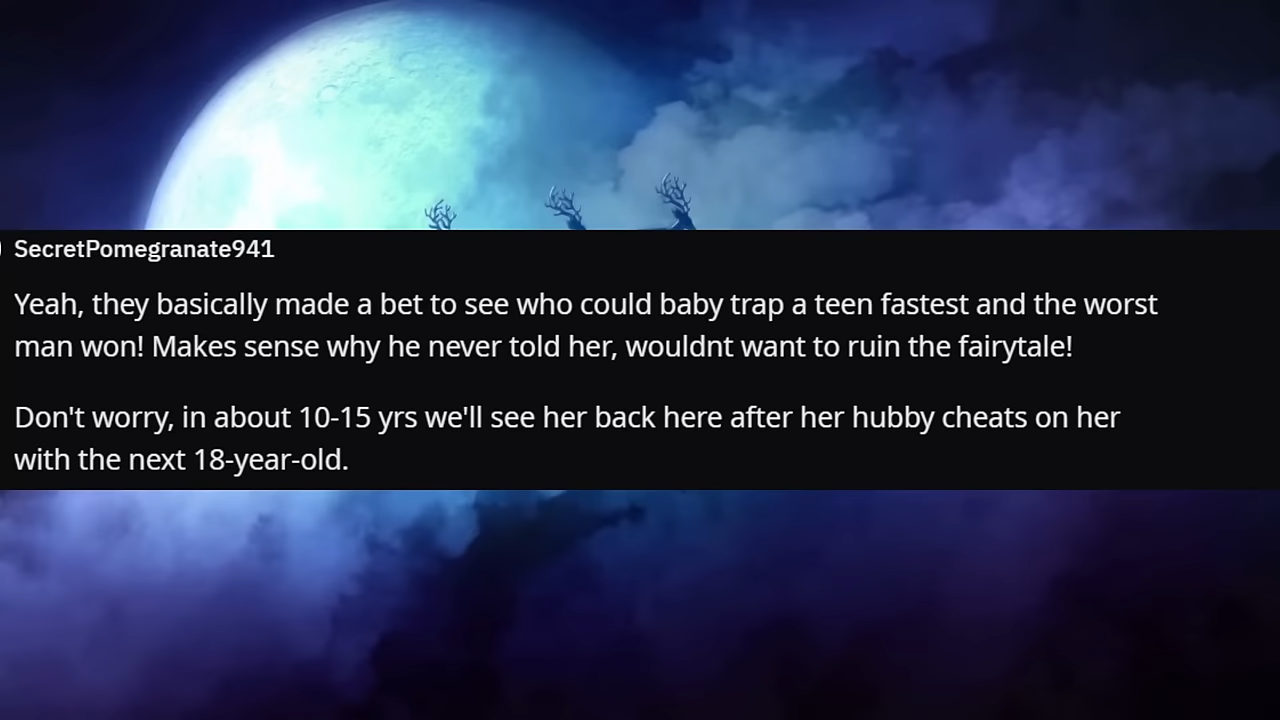 SecretPomegranate941
Yeah, they basically made a bet to see who could baby trap a teen fastest and the worst
man won! Makes sense why he never told her, wouldnt want to ruin the fairytale!
Don't worry, in about 10-15 yrs we'll see her back here after her hubby cheats on her
with the next 18-year-old.